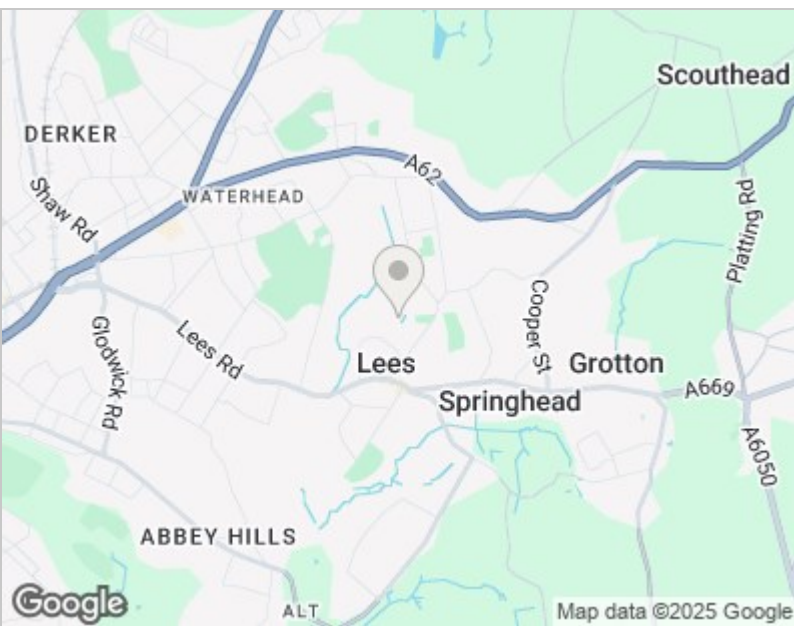 Scouthead
DERKER
A62
WATERHEAD
Shaw Rd
Platting Rd
Cooper St
Glodwick Rd
Lees Rd
Lees
Grotton
A669
Springhead
A6050
ABBEY HILLS
Google
ALT
Map data ©2025 Google